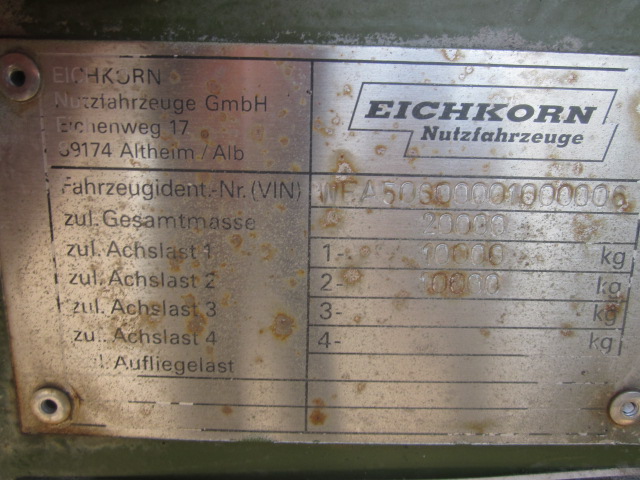 EICHKORN
Nutzfahrzeuge GmbH
Eichenweg 17
89174 Altheim / Alb
EICHKORN
Nutzfahrzeuge
Fahrzeugident.-Nr. (VIN)
zul. Gesamtmasse 20000
zul. Achslast 1 1- 10000 kg
zul. Achslast 2 2- 10000 kg
zul. Achslast 3 3- kg
zul. Achslast 4 4- kg
Aufliegelast